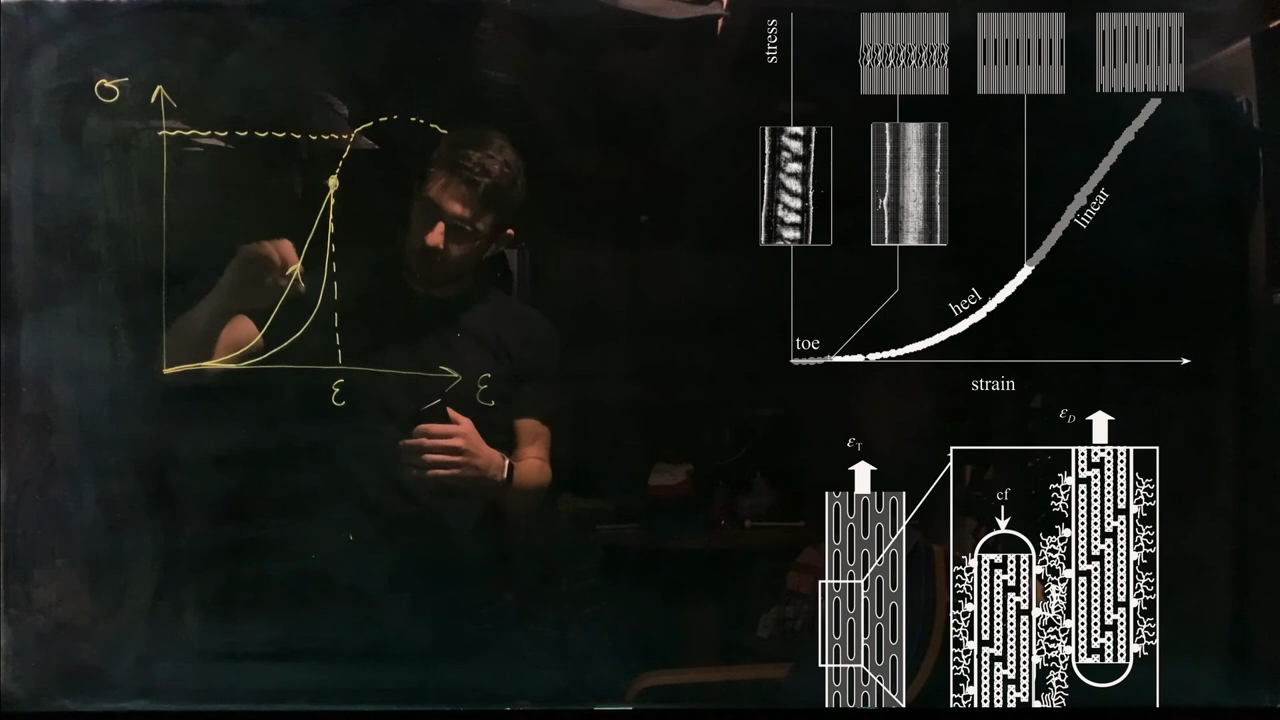 σ
ε
ε
stress
toe
heel
linear
strain
ε_T
ε_D
cf